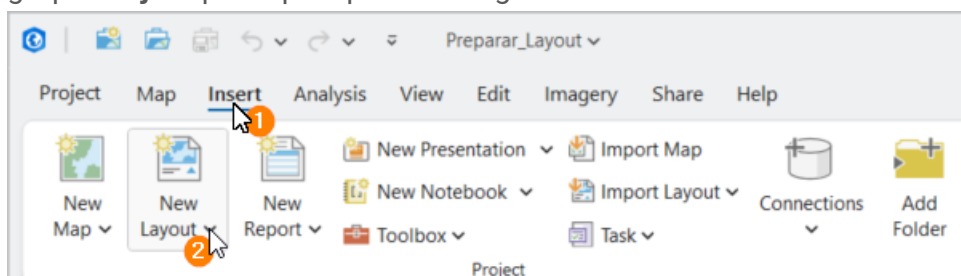 Preparar_Layout
Project Map Insert Analysis View Edit Imagery Share Help
1
New Map
New Layout
2
New Report
New Presentation
New Notebook
Toolbox
Import Map
Import Layout
Task
Connections
Add Folder
Project